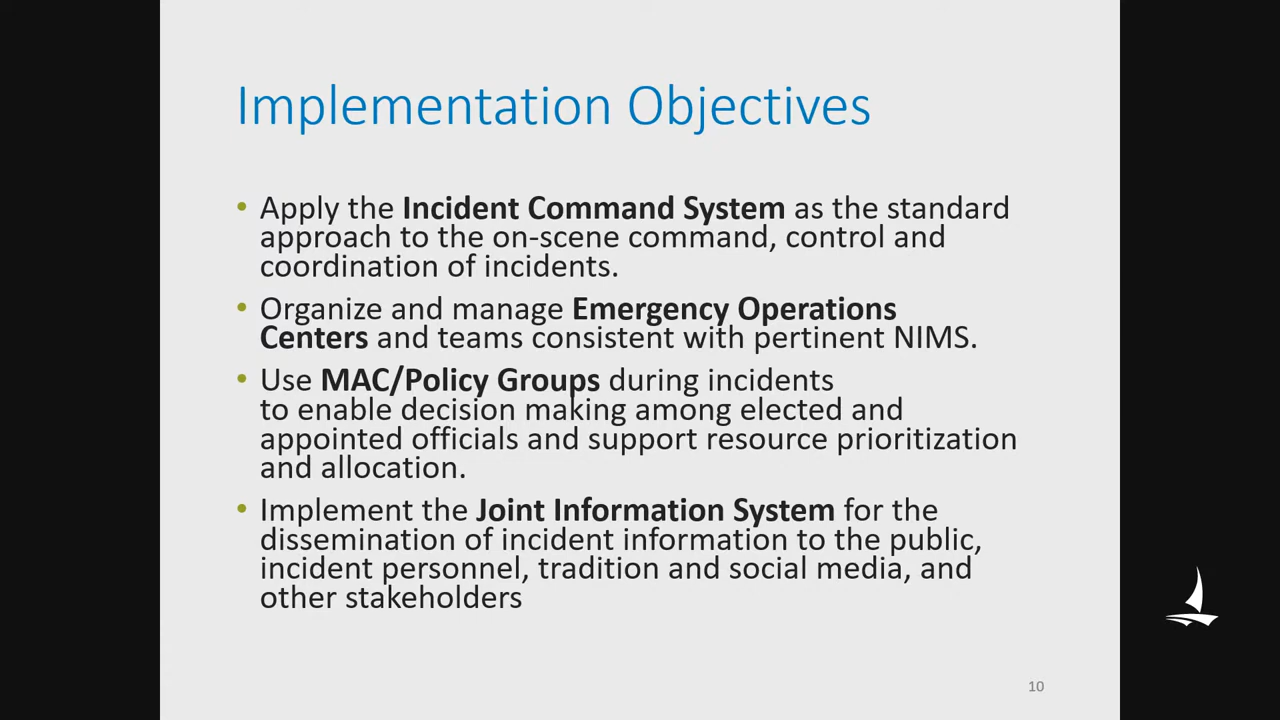 Implementation Objectives
• Apply the Incident Command System as the standard
approach to the on-scene command, control and
coordination of incidents.
• Organize and manage Emergency Operations
Centers and teams consistent with pertinent NIMS.
• Use MAC/Policy Groups during incidents
to enable decision making among elected and
appointed officials and support resource prioritization
and allocation.
• Implement the Joint Information System for the
dissemination of incident information to the public,
incident personnel, tradition and social media, and
other stakeholders
10